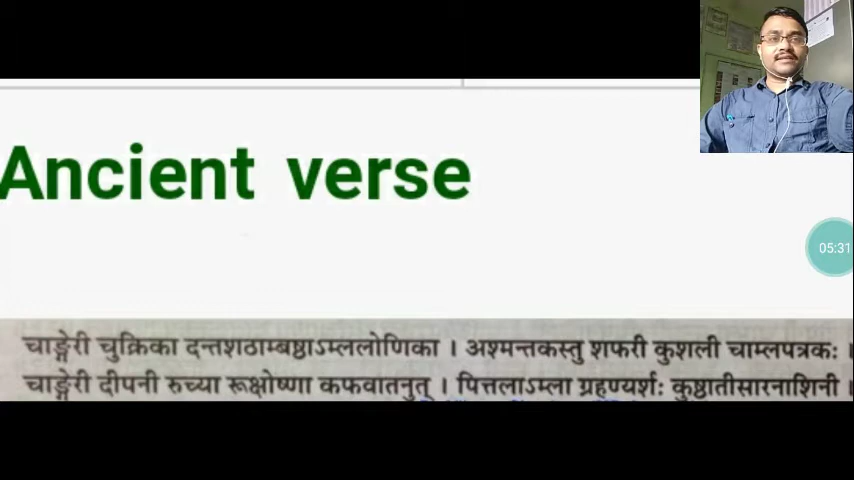 Ancient verse
05:31
चाङ्गेरी चुक्रिका दन्तशठाम्बष्ठाऽम्ललोणिका । अश्मन्तकस्तु शफरी कुशली चाम्लपत्रकः ।
चाङ्गेरी दीपनी रुच्या रूक्षोष्णा कफवातनुत् । पित्तलाऽम्ला ग्रहण्यर्शः कुष्ठातीसारनाशिनी ।